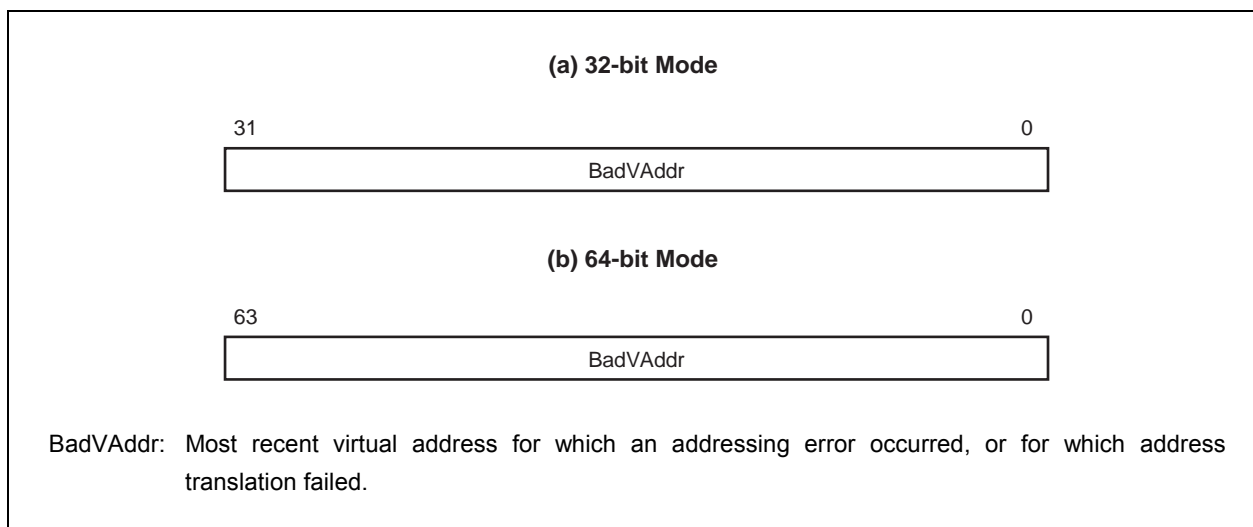 (a) 32-bit Mode
31 0
BadVAddr
(b) 64-bit Mode
63 0
BadVAddr
BadVAddr: Most recent virtual address for which an addressing error occurred, or for which address
translation failed.